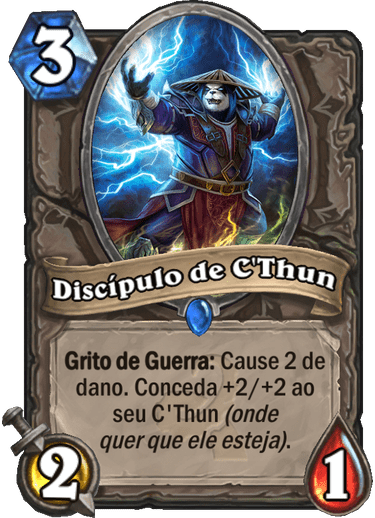 3
Discípulo de C'Thun
Grito de Guerra: Cause 2 de
dano. Conceda +2/+2 ao
seu C'Thun (onde
quer que ele esteja).
2
1